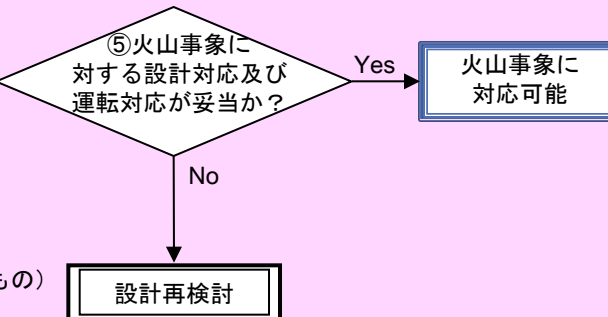 ⑤火山事象に
対する設計対応及び
運転対応が妥当か？
Yes
火山事象に
対応可能
No
もの）
設計再検討